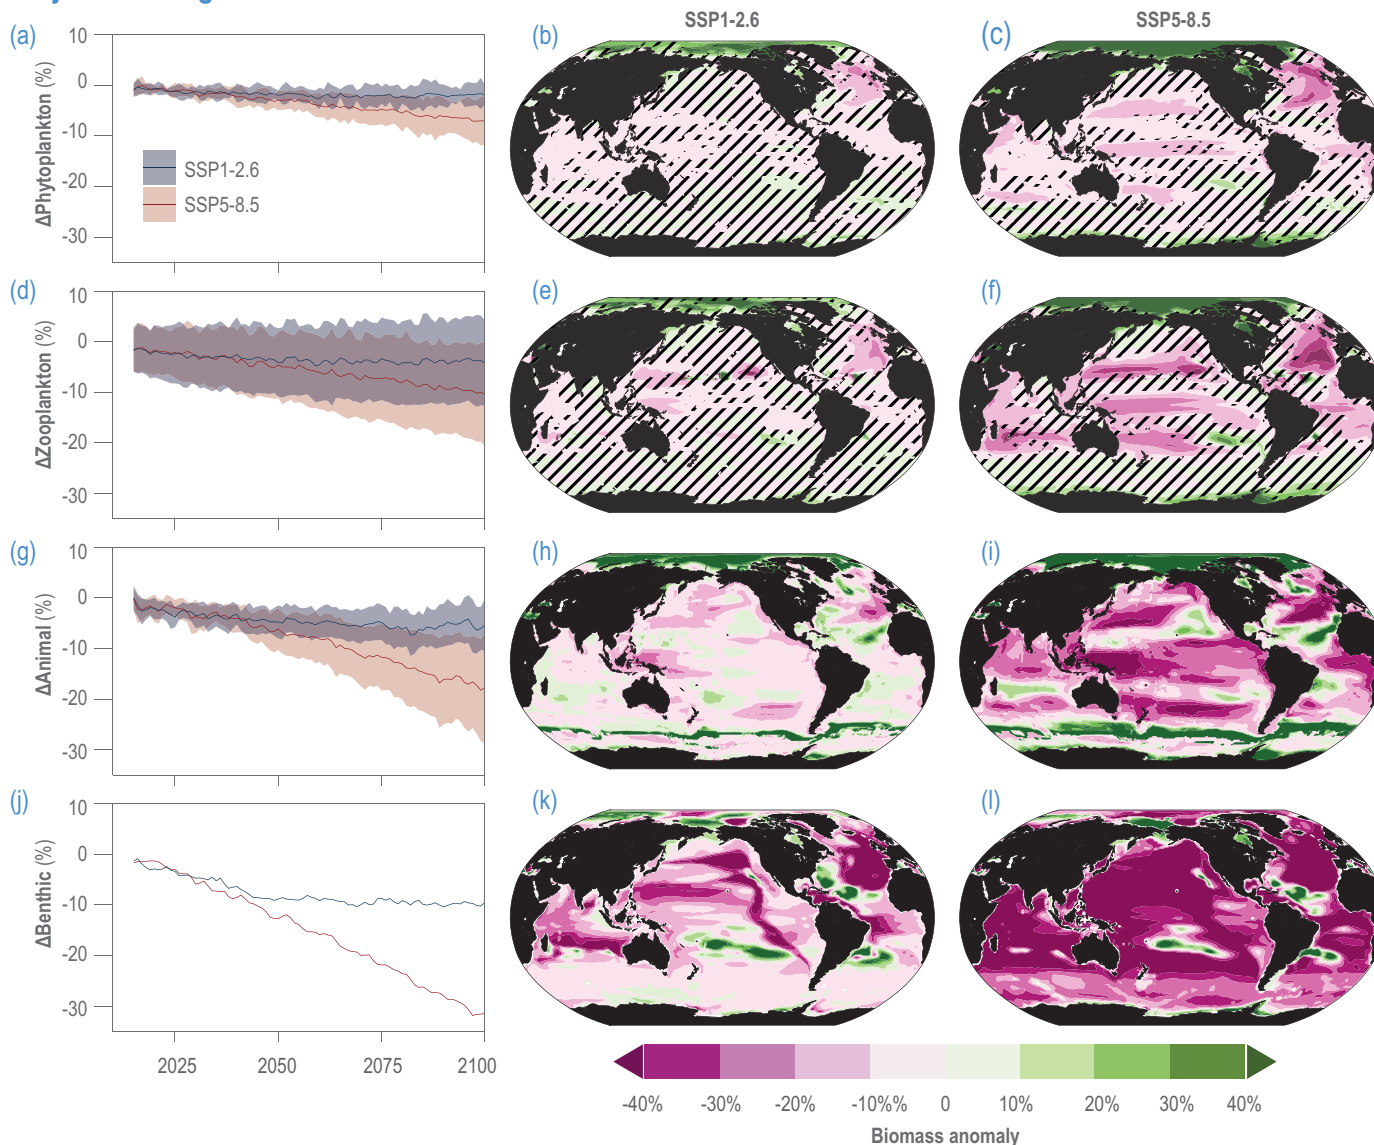 SSP1-2.6
SSP5-8.5
(a)
10
0
-10
-20
-30
ΔPhytoplankton (%)
SSP1-2.6
SSP5-8.5
(b)
(c)
(d)
10
0
-10
-20
-30
ΔZooplankton (%)
(e)
(f)
(g)
10
0
-10
-20
-30
ΔAnimal (%)
(h)
(i)
(j)
10
0
-10
-20
-30
ΔBenthic (%)
(k)
(l)
2025
2050
2075
2100
-40%
-30%
-20%
-10%%
0
10%
20%
30%
40%
Biomass anomaly